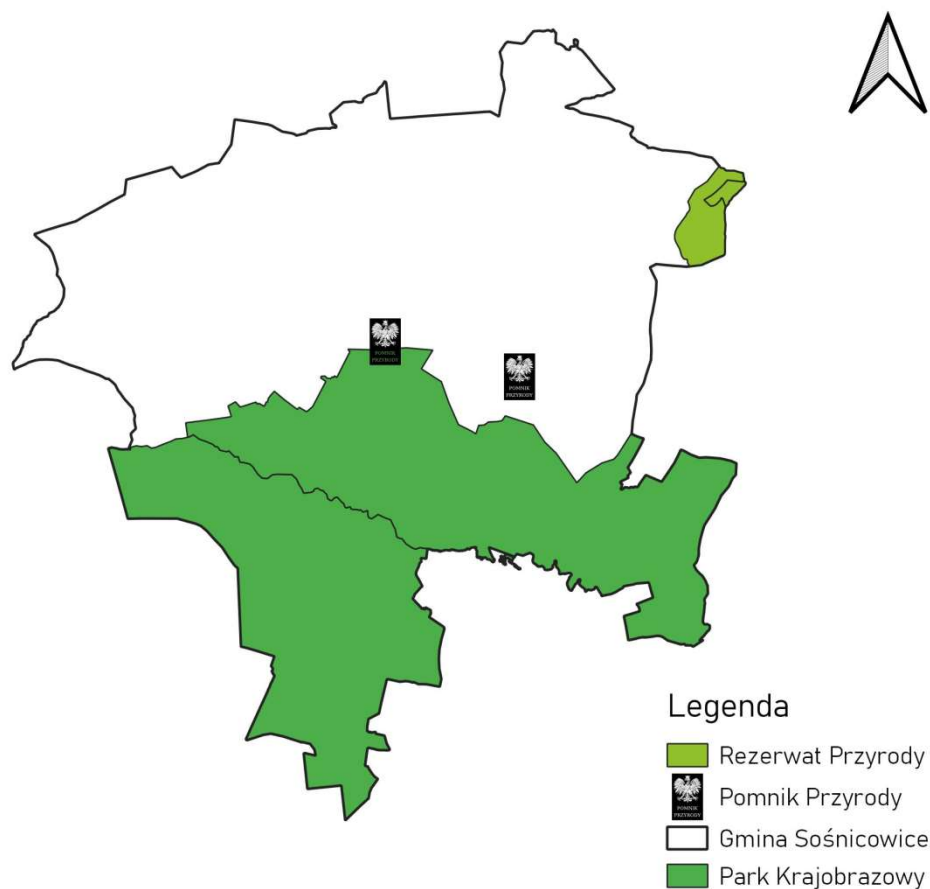 POMNIK
PRZYRODY
POMNIK
PRZYRODY
Legenda
Rezerwat Przyrody
POMNIK
PRZYRODY
Pomnik Przyrody
Gmina Sośnicowice
Park Krajobrazowy